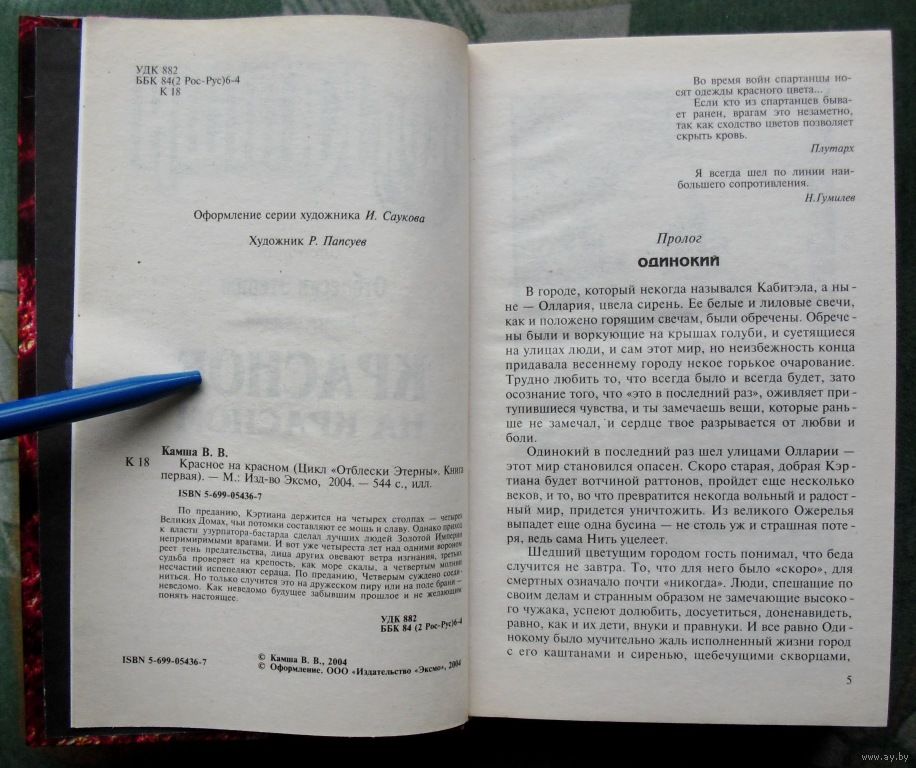 УДК 882
ББК 84(2 Рос-Рус)6-4
К 18
Оформление серии художника И. Саукова
Художник Р. Папсуев
Камша В. В.
К 18 Красное на красном (Цикл «Отблески Этерны». Книга
первая). — М.: Изд-во Эксмо, 2004. — 544 с., илл.
ISBN 5-699-05436-7
По преданию, Кэртиана держится на четырех столпах — четырех
Великих Домах, чьи потомки составляют ее мощь и славу. Однако приход
к власти узурпатора-бастарда сделал лучших людей Золотой Империи
непримиримыми врагами. И вот уже четыреста лет над одними вороном
реет тень предательства, лица других овевают ветра изгнания, третьих
судьба проверяет на крепость, как море скалы, а четвертым молнии
несчастий испепеляют сердца. По преданию, Четверым суждено соеди-
ниться. Но только случится это на дружеском пиру или на поле брани —
неведомо. Как неведомо будущее забывшим прошлое и не желающим
понять настоящее.
УДК 882
ББК 84 (2 Рос-Рус)6-4
ISBN 5-699-05436-7
© Камша В. В., 2004
© Оформление. ООО «Издательство «Эксмо», 2004
Во время войн спартанцы но-
сят одежды красного цвета...
Если кто из спартанцев быва-
ет ранен, врагам это незаметно,
так как сходство цветов позволяет
скрыть кровь.
Плутарх
Я всегда шел по линии наи-
большего сопротивления.
Н.Гумилев
Пролог
ОДИНОКИЙ
В городе, который некогда назывался Кабитэла, а ны-
не — Оллария, цвела сирень. Ее белые и лиловые свечи,
как и положено горящим свечам, были обречены. Обрече-
ны были и воркующие на крышах голуби, и суетящиеся
на улицах люди, и сам этот мир, но неизбежность конца
придавала весеннему городу некое горькое очарование.
Трудно любить то, что всегда было и всегда будет, зато
осознание того, что «это в последний раз», оживляет при-
тупившиеся чувства, и ты замечаешь вещи, которые рань-
ше не замечал, и сердце твое разрывается от любви и
боли.
Одинокий в последний раз шел улицами Олларии —
этот мир становился опасен. Скоро старая, добрая Кэр-
тиана будет вотчиной раттонов, пройдет еще несколько
веков, и то, во что превратится некогда вольный и радост-
ный мир, придется уничтожить. Из великого Ожерелья
выпадет еще одна бусина — не столь уж и страшная поте-
ря, ведь сама Нить уцелеет.
Шедший цветущим городом гость понимал, что беда
случится не завтра. То, что для него было «скоро», для
смертных означало почти «никогда». Люди, спешащие по
своим делам и странным образом не замечающие высоко-
го чужака, успеют долюбить, досуетиться, доненавидеть,
равно, как и их дети, внуки и правнуки. И все равно Оди-
нокому было мучительно жаль исполненный жизни город
с его каштанами и сиренью, щебечущими скворцами,
5
www.ay.by